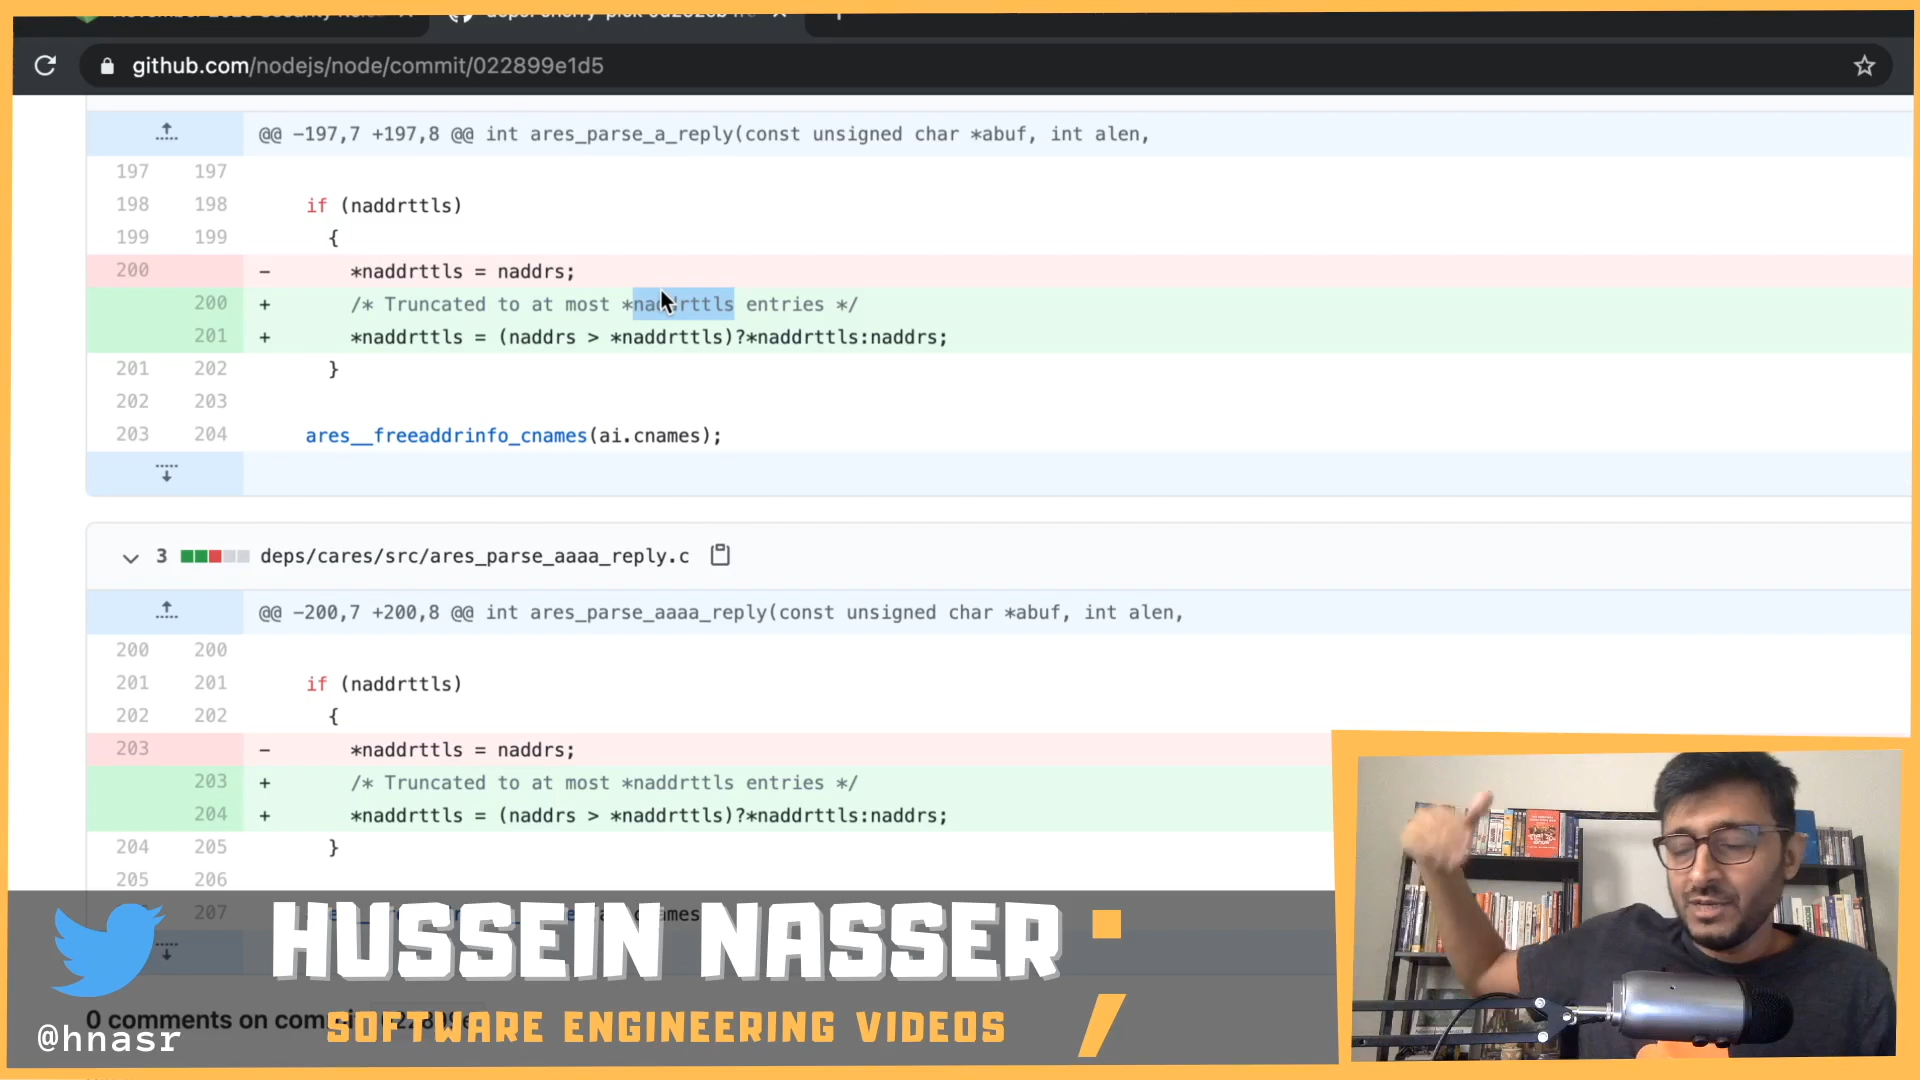 github.com/nodejs/node/commit/022899e1d5
@@ -197,7 +197,8 @@ int ares_parse_a_reply(const unsigned char *abuf, int alen,
197 197
198 198 if (naddrttls)
199 199 {
200 - *naddrttls = naddrs;
200 + /* Truncated to at most *naddrttls entries */
201 + *naddrttls = (naddrs > *naddrttls)?*naddrttls:naddrs;
201 202 }
202 203
203 204 ares__freeaddrinfo_cnames(ai.cnames);
3 deps/cares/src/ares_parse_aaaa_reply.c
@@ -200,7 +200,8 @@ int ares_parse_aaaa_reply(const unsigned char *abuf, int alen,
200 200
201 201 if (naddrttls)
202 202 {
203 - *naddrttls = naddrs;
203 + /* Truncated to at most *naddrttls entries */
204 + *naddrttls = (naddrs > *naddrttls)?*naddrttls:naddrs;
204 205 }
205 206
207
HUSSEIN NASSER
0 comments on
SOFTWARE ENGINEERING VIDEOS
@hnasr